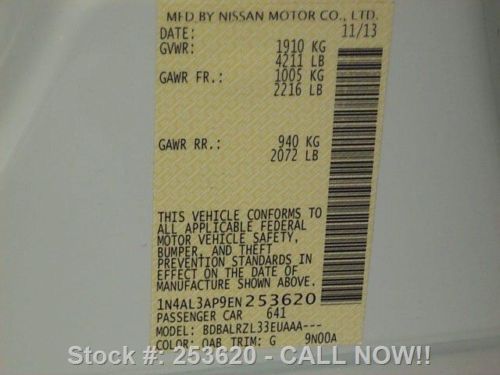 MFD BY NISSAN MOTOR CO., LTD.
DATE: 11/13
GVWR: 1910 KG
4211 LB
GAWR FR.: 1005 KG
2216 LB
GAWR RR.: 940 KG
2072 LB
THIS VEHICLE CONFORMS TO
ALL APPLICABLE FEDERAL
MOTOR VEHICLE SAFETY,
BUMPER, AND THEFT
PREVENTION STANDARDS IN
EFFECT ON THE DATE OF
MANUFACTURE SHOWN ABOVE.
1N4AL3AP9EN253620
PASSENGER CAR 641
MODEL: BDBALRZL33EUAAA---
COLOR: QAB TRIM: G 9N00A
Stock #: 253620 - CALL NOW!!